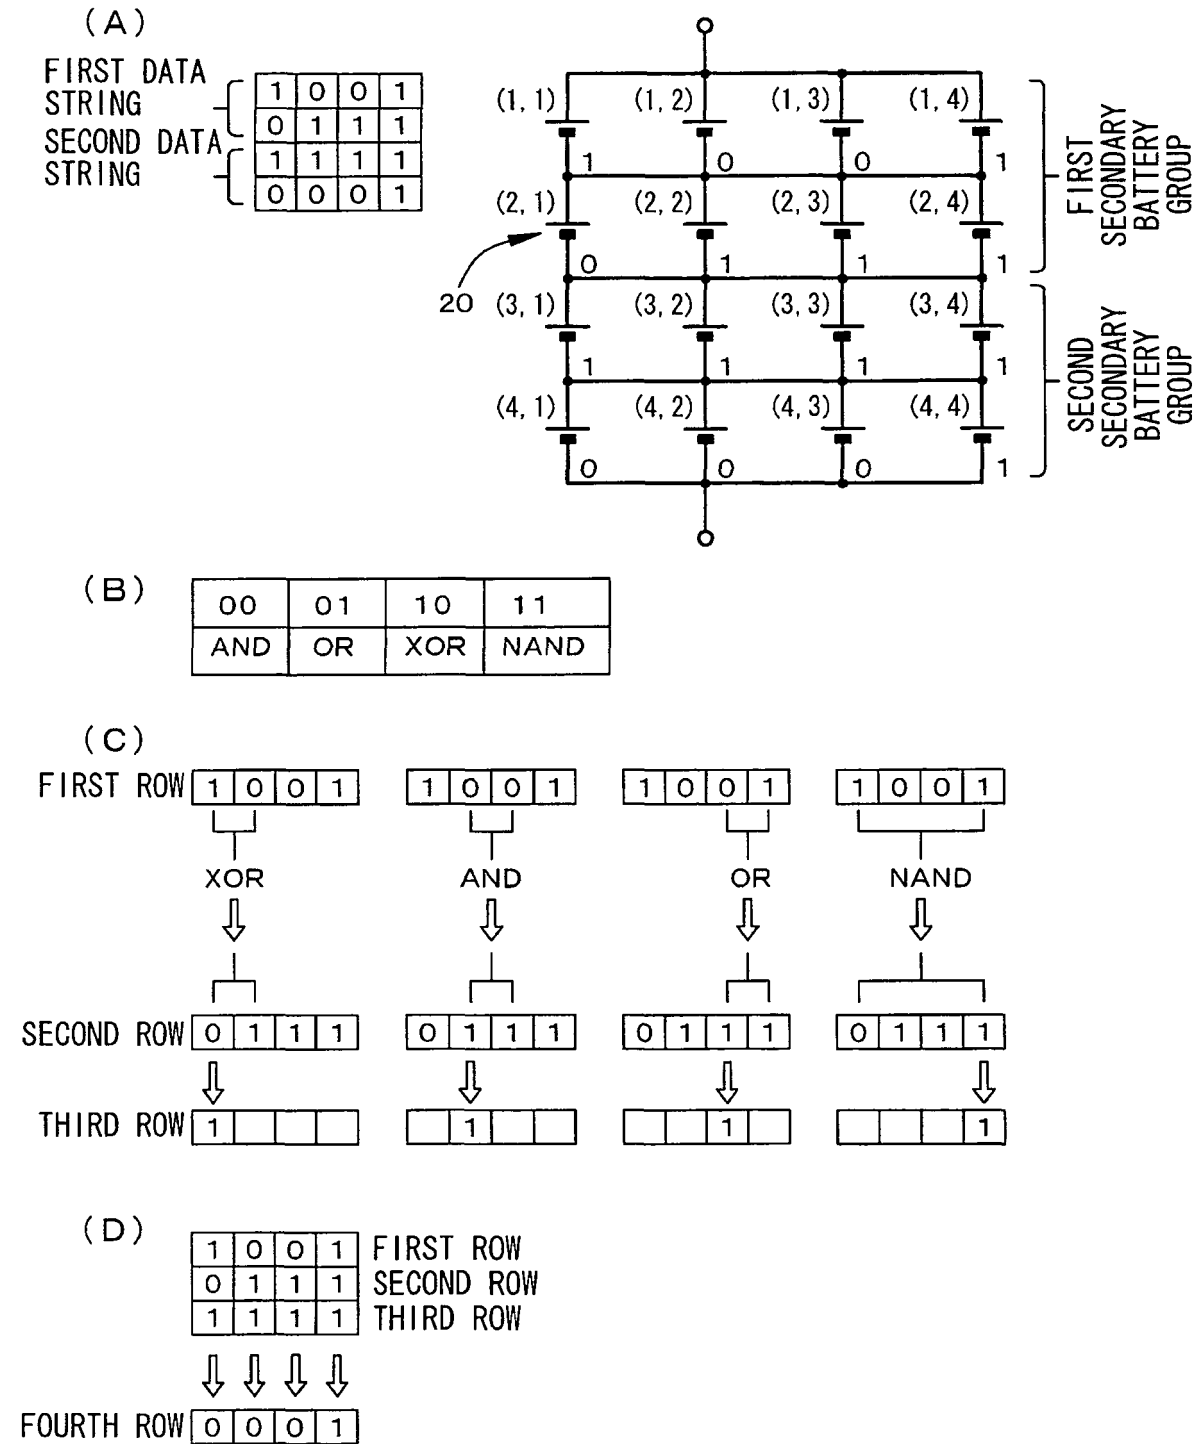 (A)
FIRST DATA
STRING
SECOND DATA
STRING
1 0 0 1
0 1 1 1
1 1 1 1
0 0 0 1
(1, 1) (1, 2) (1, 3) (1, 4)
1 0 0 1
(2, 1) (2, 2) (2, 3) (2, 4)
0 1 1 1
20
(3, 1) (3, 2) (3, 3) (3, 4)
1 1 1 1
(4, 1) (4, 2) (4, 3) (4, 4)
0 0 0 1
FIRST
SECONDARY
BATTERY
GROUP
SECOND
SECONDARY
BATTERY
GROUP
(B)
00 01 10 11
AND OR XOR NAND
(C)
FIRST ROW 1 0 0 1 1 0 0 1 1 0 0 1 1 0 0 1
XOR AND OR NAND
SECOND ROW 0 1 1 1 0 1 1 1 0 1 1 1 0 1 1 1
THIRD ROW 1 1 1 1
(D)
1 0 0 1 FIRST ROW
0 1 1 1 SECOND ROW
1 1 1 1 THIRD ROW
FOURTH ROW 0 0 0 1